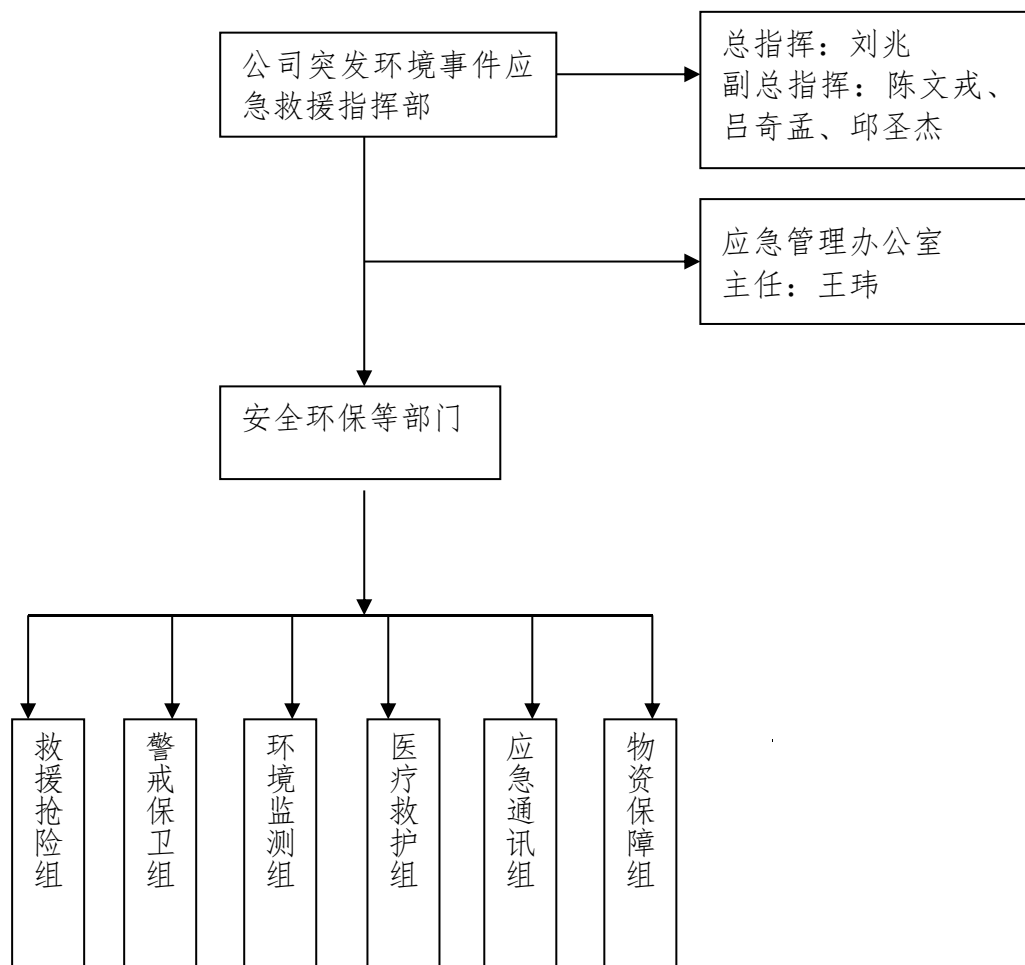 公司突发环境事件应
急救援指挥部
总指挥：刘兆
副总指挥：陈文戎、
吕奇孟、邱圣杰
应急管理办公室
主任：王玮
安全环保等部门
救援抢险组
警戒保卫组
环境监测组
医疗救护组
应急通讯组
物资保障组